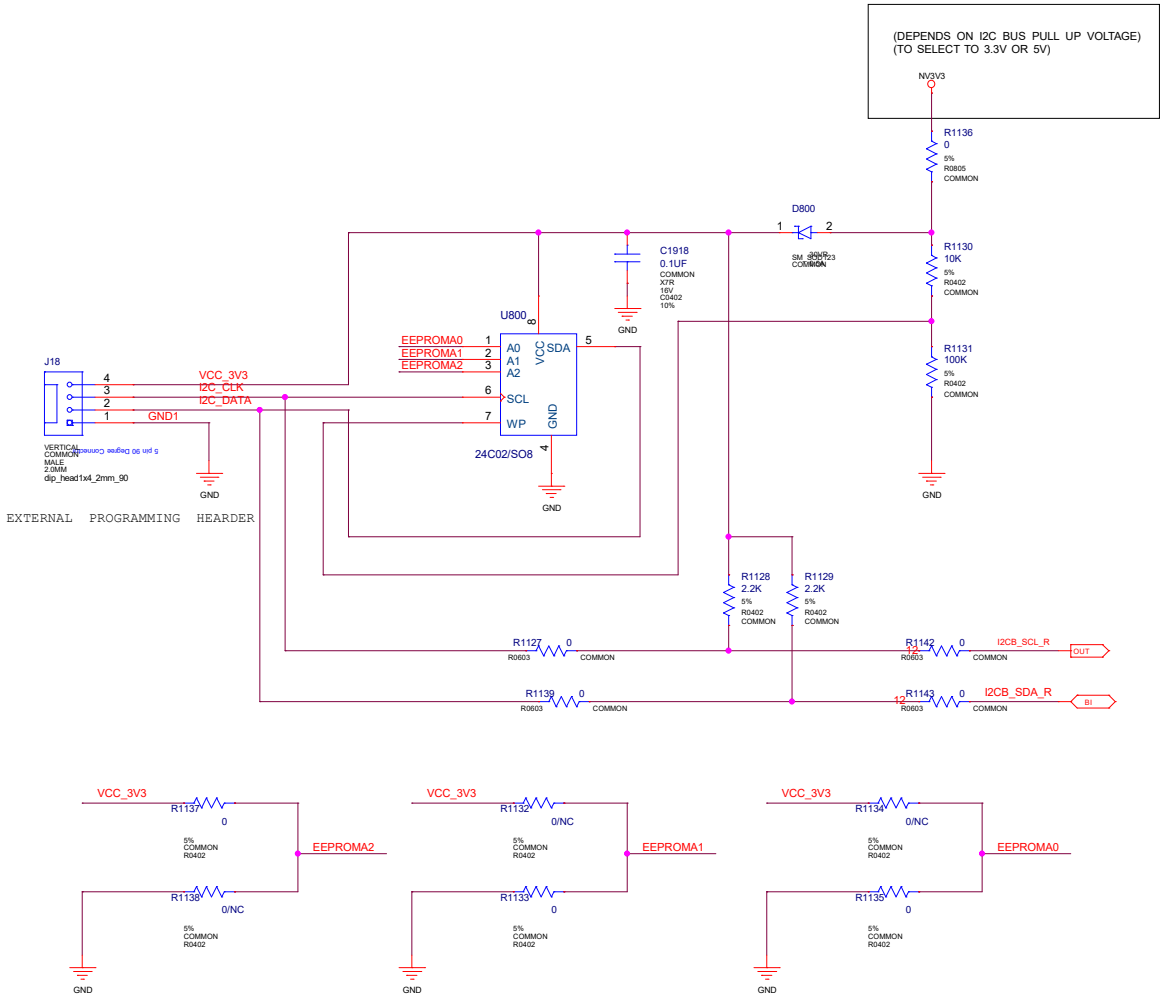 (DEPENDS ON I2C BUS PULL UP VOLTAGE)
(TO SELECT TO 3.3V OR 5V)
NV3V3
R1136
0
5%
R0805
COMMON
D800
1
2
SM_SOD123
COMMON
R1130
10K
5%
R0402
COMMON
C1918
0.1UF
COMMON
X7R
16V
C0402
10%
GND
U800
8
EEPROMA0
1
A0
VCC
SDA
5
EEPROMA1
2
A1
EEPROMA2
3
A2
6
SCL
7
WP
GND
4
24C02/SO8
GND
R1131
100K
5%
R0402
COMMON
GND
J18
4
VCC_3V3
3
I2C_CLK
2
I2C_DATA
1
GND1
VERTICAL
COMMON
MALE
2.0MM
dip_head1x4_2mm_90
5 pin 90 Degree Connector
GND
EXTERNAL PROGRAMMING HEARDER
R1128
2.2K
5%
R0402
COMMON
R1129
2.2K
5%
R0402
COMMON
R1127
0
R0603
COMMON
R1142
0
12
R0603
COMMON
I2CB_SCL_R
OUT
R1139
0
R0603
COMMON
R1143
0
12
R0603
COMMON
I2CB_SDA_R
BI
VCC_3V3
R1137
0
5%
COMMON
R0402
EEPROMA2
R1138
0/NC
5%
COMMON
R0402
GND
VCC_3V3
R1132
0/NC
5%
COMMON
R0402
EEPROMA1
R1133
0
5%
COMMON
R0402
GND
VCC_3V3
R1134
0/NC
5%
COMMON
R0402
EEPROMA0
R1135
0
5%
COMMON
R0402
GND